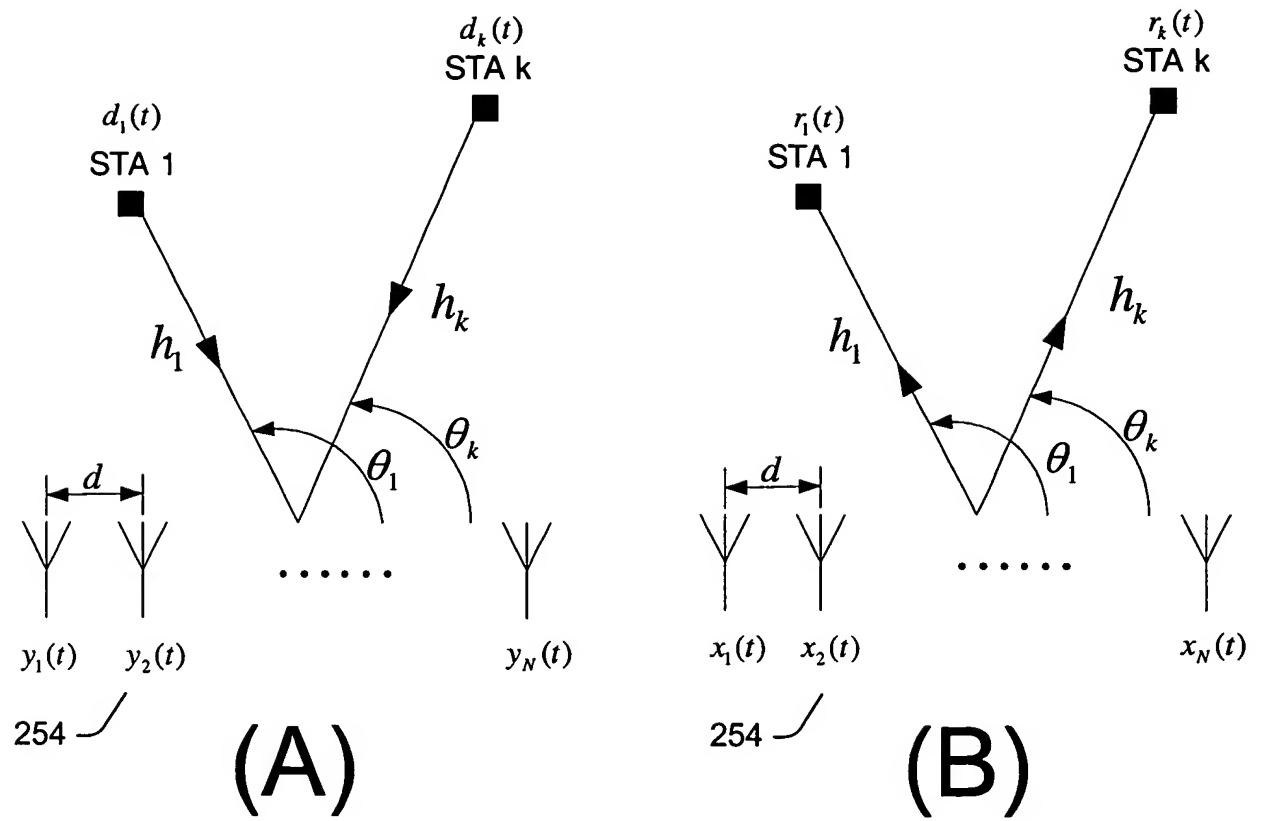 d_k(t)
STA k
d_1(t)
STA 1
h_1
h_k
θ_1
θ_k
d
......
y_1(t)
y_2(t)
y_N(t)
254
(A)
r_k(t)
STA k
r_1(t)
STA 1
h_1
h_k
θ_1
θ_k
d
......
x_1(t)
x_2(t)
x_N(t)
254
(B)